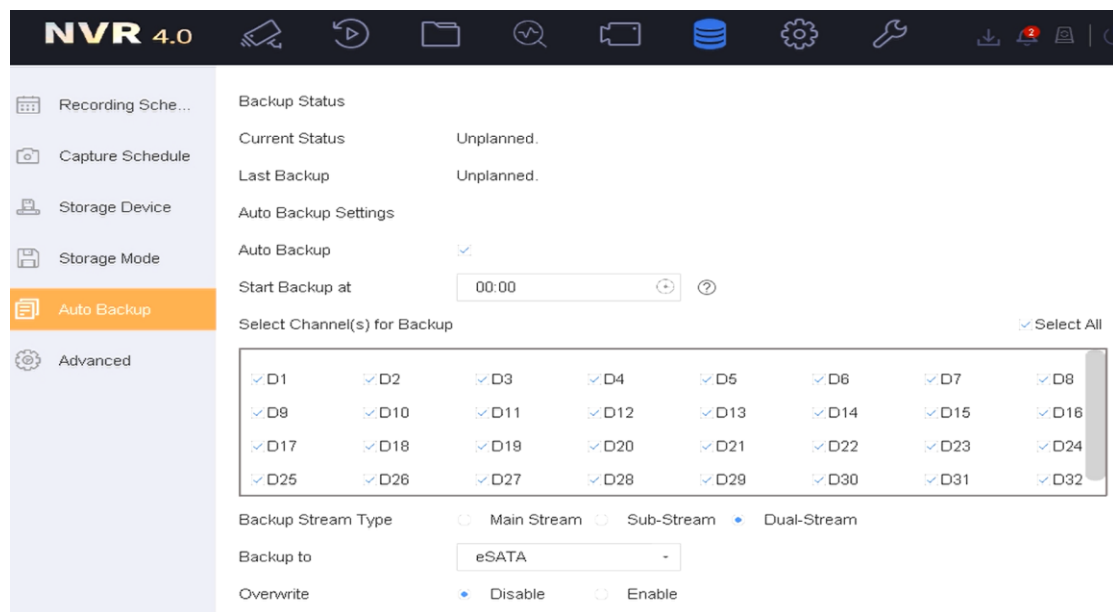 NVR 4.0
2
Recording Sche...
Capture Schedule
Storage Device
Storage Mode
Auto Backup
Advanced
Backup Status
Current Status Unplanned.
Last Backup Unplanned.
Auto Backup Settings
Auto Backup
Start Backup at 00:00 ?
Select Channel(s) for Backup Select All
D1 D2 D3 D4 D5 D6 D7 D8
D9 D10 D11 D12 D13 D14 D15 D16
D17 D18 D19 D20 D21 D22 D23 D24
D25 D26 D27 D28 D29 D30 D31 D32
Backup Stream Type Main Stream Sub-Stream Dual-Stream
Backup to eSATA
Overwrite Disable Enable